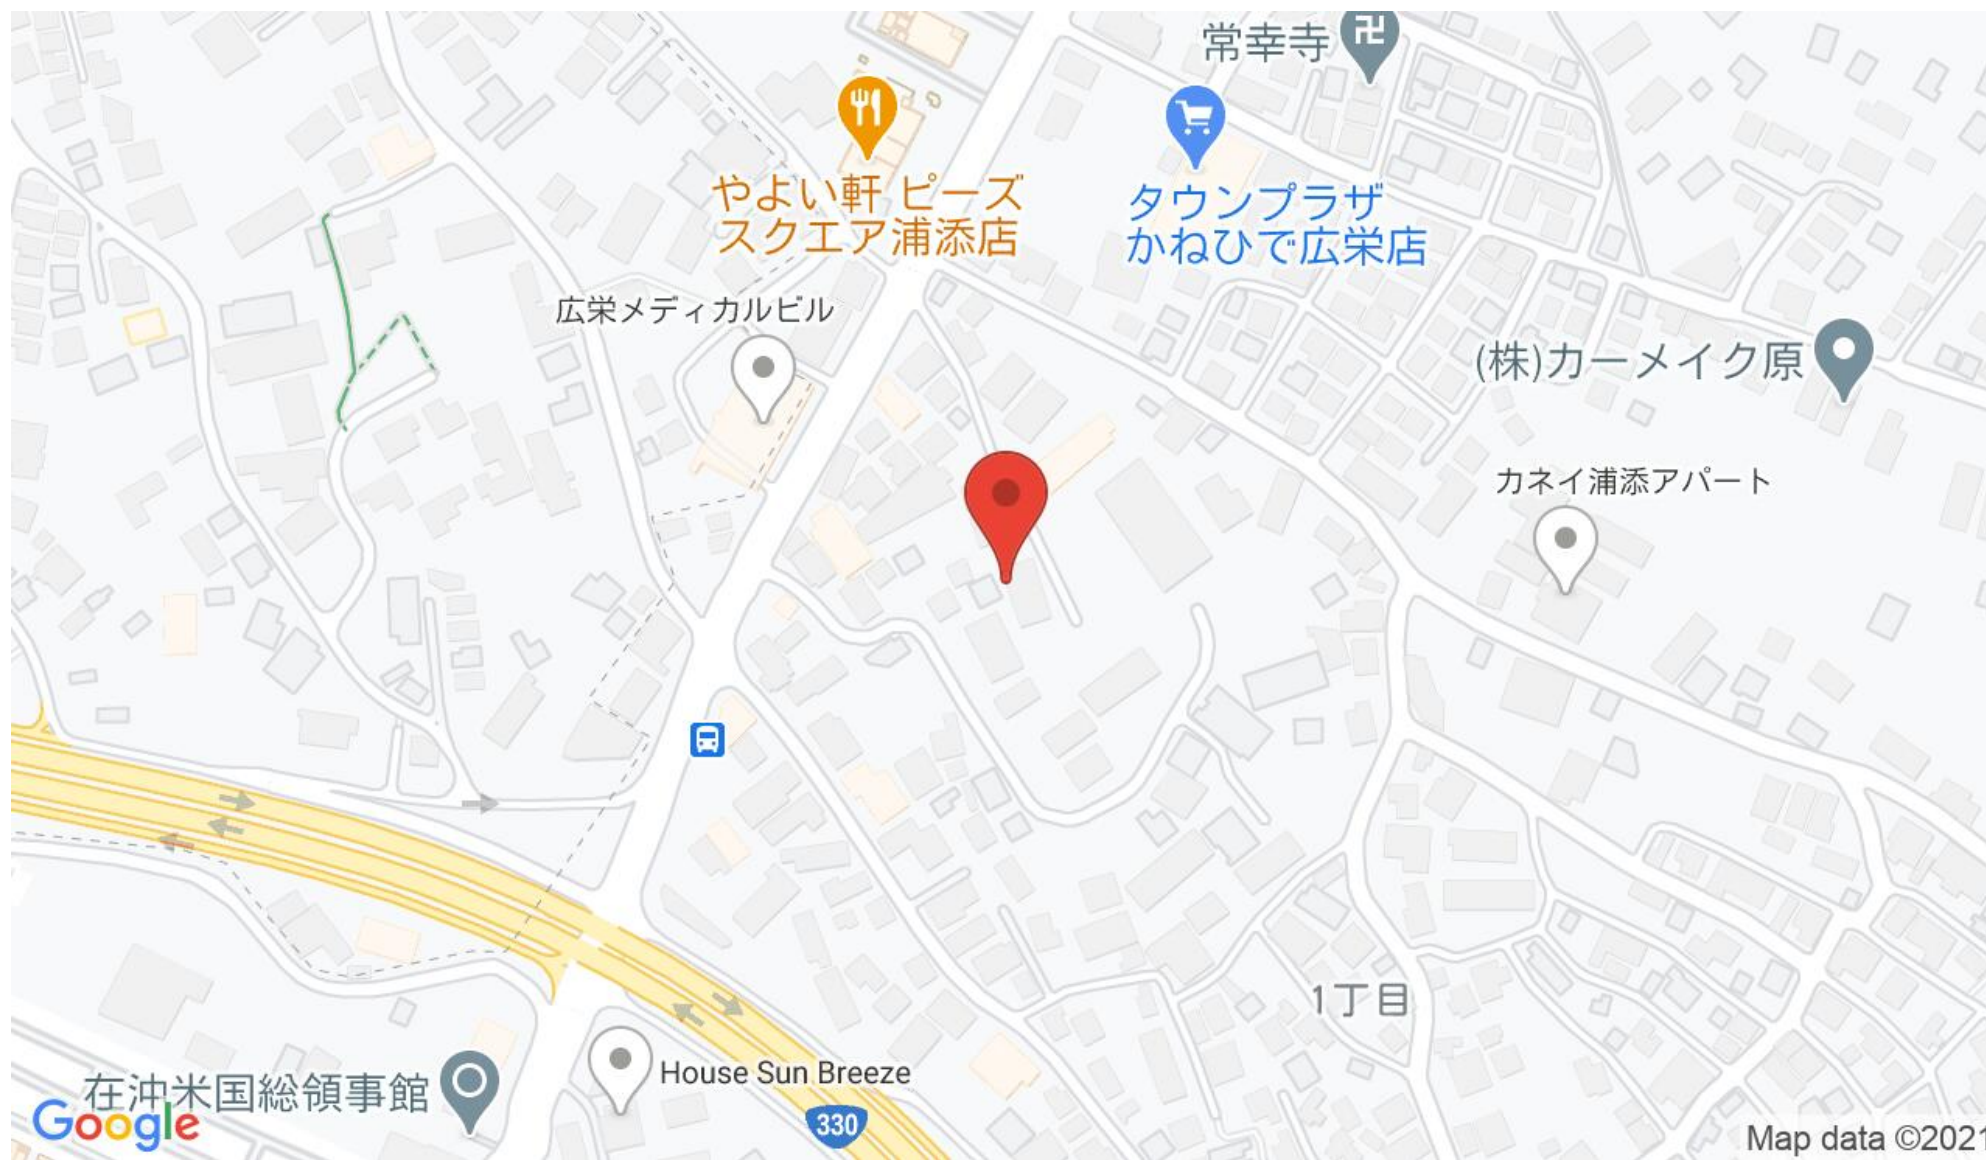 常幸寺
やよい軒 ピーズ
スクエア浦添店
タウンプラザ
かねひで広栄店
広栄メディカルビル
(株)カーメイク原
カネイ浦添アパート
1丁目
House Sun Breeze
在沖米国総領事館
330
Google
Map data ©2021